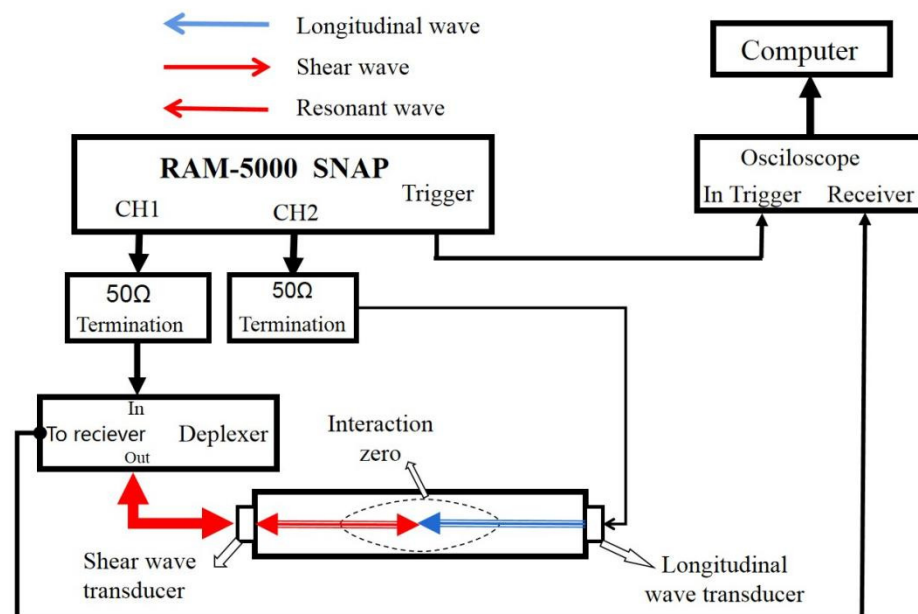 Longitudinal wave
Shear wave
Resonant wave
Computer
RAM-5000 SNAP
Trigger
CH1
CH2
Osciloscope
In Trigger Receiver
50Ω
Termination
50Ω
Termination
In
To reciever Deplexer
Out
Interaction
zero
Shear wave
transducer
Longitudinal
wave transducer